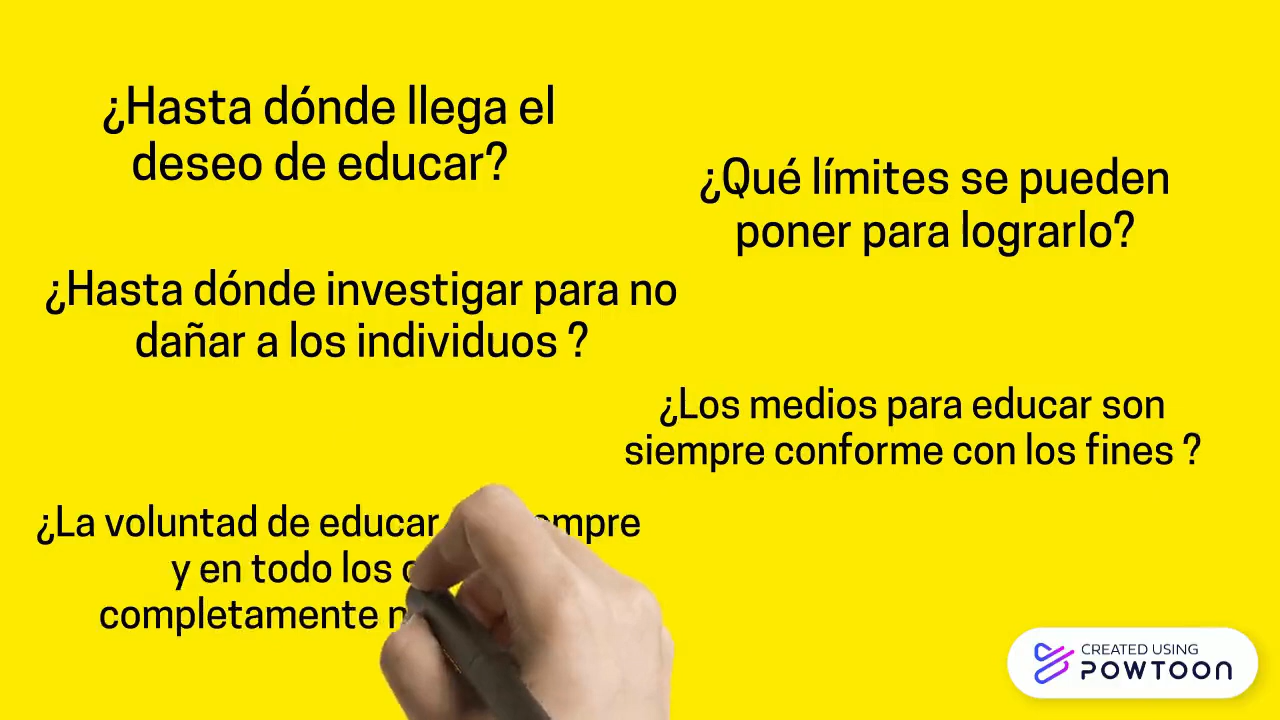 ¿Hasta dónde llega el
deseo de educar?
¿Qué límites se pueden
poner para lograrlo?
¿Hasta dónde investigar para no
dañar a los individuos ?
¿Los medios para educar son
siempre conforme con los fines ?
¿La voluntad de educar
y en todo los
completamente
CREATED USING
POWTOON